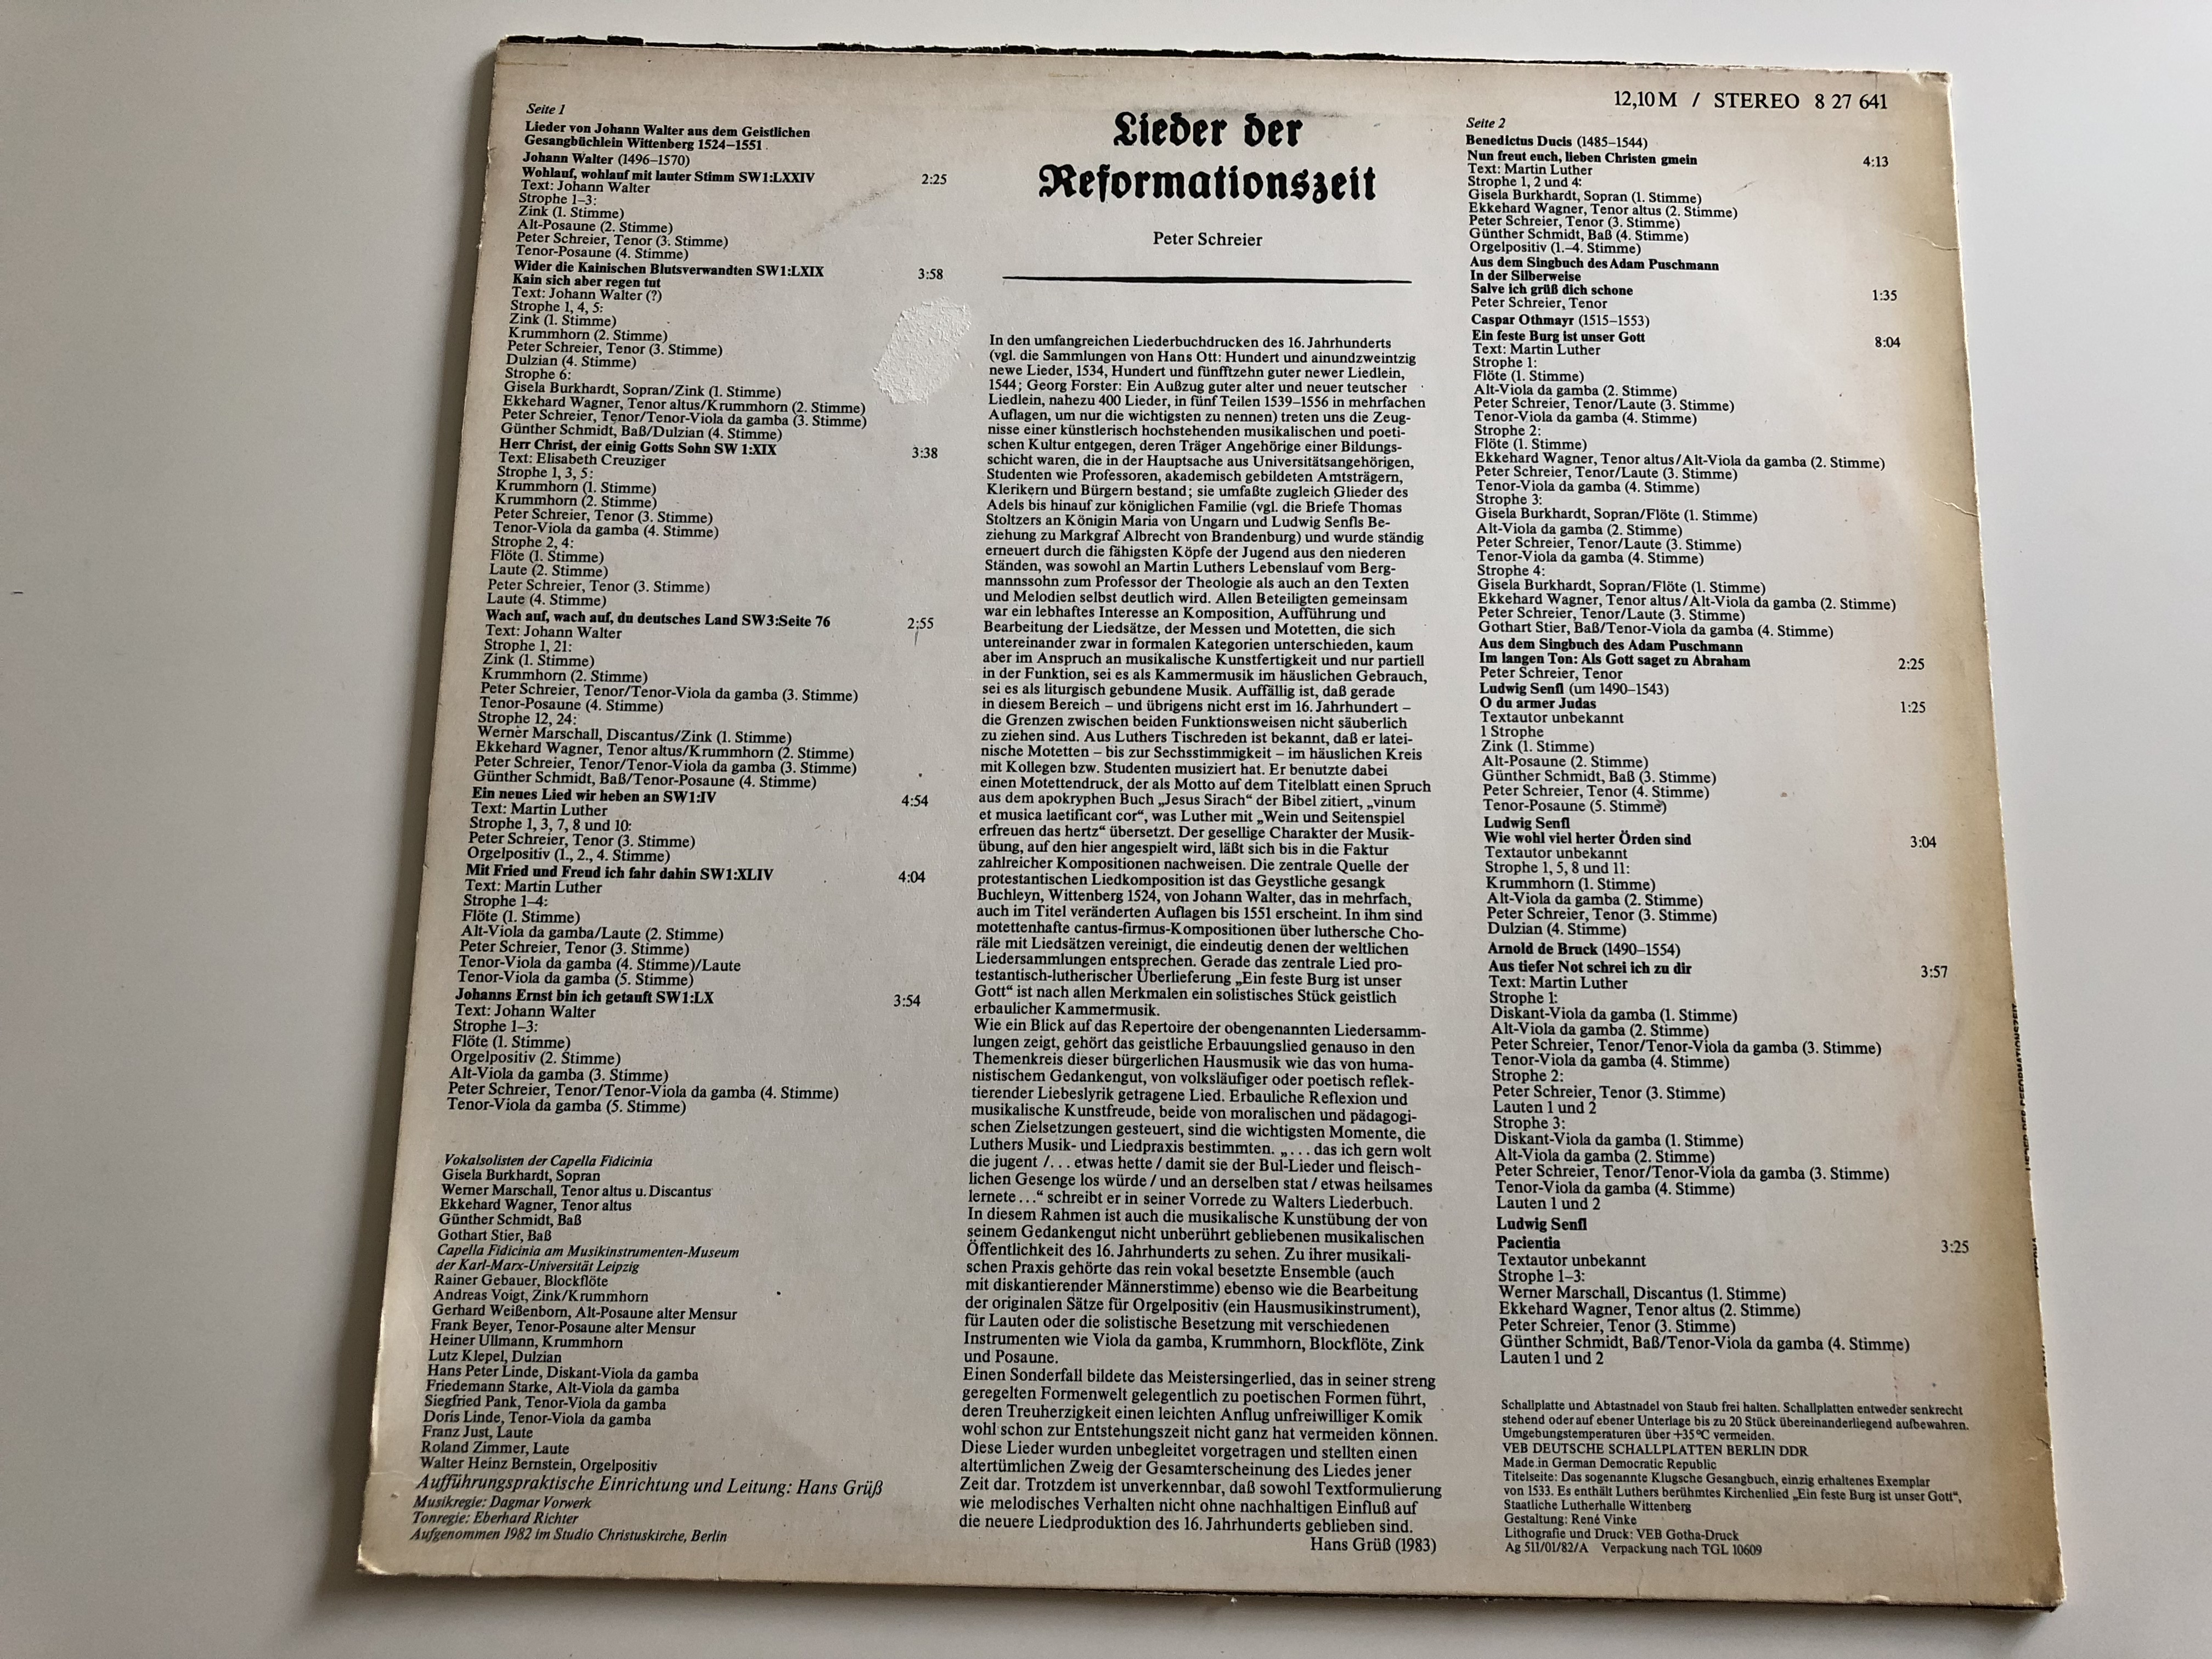 12,10 M / STEREO 8 27 641
Lieder der
Reformationszeit
Peter Schreier
Seite 1
Lieder von Johann Walter aus dem Geistlichen
Gesangbüchlein Wittenberg 1524–1551
Johann Walter (1496–1570)
Wohlauf, wohlauf mit lauter Stimm SW1:LXXIV 2:25
Text: Johann Walter
Strophe 1–3:
Zink (1. Stimme)
Alt-Posaune (2. Stimme)
Peter Schreier, Tenor (3. Stimme)
Tenor-Posaune (4. Stimme)
Wider die Kainischen Blutsverwandten SW1:LXIX 3:58
Kain sich aber regen tut
Text: Johann Walter (?)
Strophe 1, 4, 5:
Zink (1. Stimme)
Krummhorn (2. Stimme)
Peter Schreier, Tenor (3. Stimme)
Dulzian (4. Stimme)
Strophe 6:
Gisela Burkhardt, Sopran/Zink (1. Stimme)
Ekkehard Wagner, Tenor altus/Krummhorn (2. Stimme)
Peter Schreier, Tenor/Tenor-Viola da gamba (3. Stimme)
Günther Schmidt, Baß/Dulzian (4. Stimme)
Herr Christ, der einig Gotts Sohn SW 1:XIX 3:38
Text: Elisabeth Creuziger
Strophe 1, 3, 5:
Krummhorn (1. Stimme)
Krummhorn (2. Stimme)
Peter Schreier, Tenor (3. Stimme)
Tenor-Viola da gamba (4. Stimme)
Strophe 2, 4:
Flöte (1. Stimme)
Laute (2. Stimme)
Peter Schreier, Tenor (3. Stimme)
Laute (4. Stimme)
Wach auf, wach auf, du deutsches Land SW3:Seite 76 2:55
Text: Johann Walter
Strophe 1, 21:
Zink (1. Stimme)
Krummhorn (2. Stimme)
Peter Schreier, Tenor/Tenor-Viola da gamba (3. Stimme)
Tenor-Posaune (4. Stimme)
Strophe 12, 24:
Werner Marschall, Discantus/Zink (1. Stimme)
Ekkehard Wagner, Tenor altus/Krummhorn (2. Stimme)
Peter Schreier, Tenor/Tenor-Viola da gamba (3. Stimme)
Günther Schmidt, Baß/Tenor-Posaune (4. Stimme)
Ein neues Lied wir heben an SW1:IV 4:54
Text: Martin Luther
Strophe 1, 3, 7, 8 und 10:
Peter Schreier, Tenor (3. Stimme)
Orgelpositiv (1., 2., 4. Stimme)
Mit Fried und Freud ich fahr dahin SW1:XLIV 4:04
Text: Martin Luther
Strophe 1–4:
Flöte (1. Stimme)
Alt-Viola da gamba/Laute (2. Stimme)
Peter Schreier, Tenor (3. Stimme)
Tenor-Viola da gamba (4. Stimme)/Laute
Tenor-Viola da gamba (5. Stimme)
Johanns Ernst bin ich getauft SW1:LX 3:54
Text: Johann Walter
Strophe 1–3:
Flöte (1. Stimme)
Orgelpositiv (2. Stimme)
Alt-Viola da gamba (3. Stimme)
Peter Schreier, Tenor/Tenor-Viola da gamba (4. Stimme)
Tenor-Viola da gamba (5. Stimme)
Vokalsolisten der Capella Fidicinia
Gisela Burkhardt, Sopran
Werner Marschall, Tenor altus u. Discantus
Ekkehard Wagner, Tenor altus
Günther Schmidt, Baß
Gothart Stier, Baß
Capella Fidicinia am Musikinstrumenten-Museum
der Karl-Marx-Universität Leipzig
Rainer Gebauer, Blockflöte
Andreas Voigt, Zink/Krummhorn
Gerhard Weißenborn, Alt-Posaune alter Mensur
Frank Beyer, Tenor-Posaune alter Mensur
Heiner Ullmann, Krummhorn
Lutz Klepel, Dulzian
Hans Peter Linde, Diskant-Viola da gamba
Friedemann Starke, Alt-Viola da gamba
Siegfried Pank, Tenor-Viola da gamba
Doris Linde, Tenor-Viola da gamba
Franz Just, Laute
Roland Zimmer, Laute
Walter Heinz Bernstein, Orgelpositiv
Aufführungspraktische Einrichtung und Leitung: Hans Grüß
Musikregie: Dagmar Vorwerk
Tonregie: Eberhard Richter
Aufgenommen 1982 im Studio Christuskirche, Berlin
In den umfangreichen Liederbuchdrucken des 16. Jahrhunderts
(vgl. die Sammlungen von Hans Ott: Hundert und ainundzweintzig
newe Lieder, 1534, Hundert und fünfftzehn guter newer Liedlein,
1544; Georg Forster: Ein Außzug guter alter und neuer teutscher
Liedlein, nahezu 400 Lieder, in fünf Teilen 1539–1556 in mehrfachen
Auflagen, um nur die wichtigsten zu nennen) treten uns die Zeug-
nisse einer künstlerisch hochstehenden musikalischen und poeti-
schen Kultur entgegen, deren Träger Angehörige einer Bildungs-
schicht waren, die in der Hauptsache aus Universitätsangehörigen,
Studenten wie Professoren, akademisch gebildeten Amtsträgern,
Klerikern und Bürgern bestand; sie umfaßte zugleich Glieder des
Adels bis hinauf zur königlichen Familie (vgl. die Briefe Thomas
Stoltzers an Königin Maria von Ungarn und Ludwig Senfls Be-
ziehung zu Markgraf Albrecht von Brandenburg) und wurde ständig
erneuert durch die fähigsten Köpfe der Jugend aus den niederen
Ständen, was sowohl an Martin Luthers Lebenslauf vom Berg-
mannssohn zum Professor der Theologie als auch an den Texten
und Melodien selbst deutlich wird. Allen Beteiligten gemeinsam
war ein lebhaftes Interesse an Komposition, Aufführung und
Bearbeitung der Liedsätze, der Messen und Motetten, die sich
untereinander zwar in formalen Kategorien unterschieden, kaum
aber im Anspruch an musikalische Kunstfertigkeit und nur partiell
in der Funktion, sei es als Kammermusik im häuslichen Gebrauch,
sei es als liturgisch gebundene Musik. Auffällig ist, daß gerade
in diesem Bereich – und übrigens nicht erst im 16. Jahrhundert –
die Grenzen zwischen beiden Funktionsweisen nicht säuberlich
zu ziehen sind. Aus Luthers Tischreden ist bekannt, daß er latei-
nische Motetten – bis zur Sechsstimmigkeit – im häuslichen Kreis
mit Kollegen bzw. Studenten musiziert hat. Er benutzte dabei
einen Motettendruck, der als Motto auf dem Titelblatt einen Spruch
aus dem apokryphen Buch „Jesus Sirach“ der Bibel zitiert, „vinum
et musica laetificant cor“, was Luther mit „Wein und Seitenspiel
erfreuen das hertz“ übersetzt. Der gesellige Charakter der Musik-
übung, auf den hier angespielt wird, läßt sich bis in die Faktur
zahlreicher Kompositionen nachweisen. Die zentrale Quelle der
protestantischen Liedkomposition ist das Geystliche gesangk
Buchleyn, Wittenberg 1524, von Johann Walter, das in mehrfach,
auch im Titel veränderten Auflagen bis 1551 erscheint. In ihm sind
motettenhafte cantus-firmus-Kompositionen über luthersche Cho-
räle mit Liedsätzen vereinigt, die eindeutig denen der weltlichen
Liedersammlungen entsprechen. Gerade das zentrale Lied pro-
testantisch-lutherischer Überlieferung „Ein feste Burg ist unser
Gott“ ist nach allen Merkmalen ein solistisches Stück geistlich
erbaulicher Kammermusik.
Wie ein Blick auf das Repertoire der obengenannten Liedersamm-
lungen zeigt, gehört das geistliche Erbauungslied genauso in den
Themenkreis dieser bürgerlichen Hausmusik wie das von huma-
nistischem Gedankengut, von volksläufiger oder poetisch reflek-
tierender Liebeslyrik getragene Lied. Erbauliche Reflexion und
musikalische Kunstfreude, beide von moralischen und pädagogi-
schen Zielsetzungen gesteuert, sind die wichtigsten Momente, die
Luthers Musik- und Liedpraxis bestimmten. „. . . das ich gern wolt
die jugent /. . . etwas hette / damit sie der Bul-Lieder und fleisch-
lichen Gesenge los würde / und an derselben stat / etwas heilsames
lernete . . .“ schreibt er in seiner Vorrede zu Walters Liederbuch.
In diesem Rahmen ist auch die musikalische Kunstübung der von
seinem Gedankengut nicht unberührt gebliebenen musikalischen
Öffentlichkeit des 16. Jahrhunderts zu sehen. Zu ihrer musikali-
schen Praxis gehörte das rein vokal besetzte Ensemble (auch
mit diskantierender Männerstimme) ebenso wie die Bearbeitung
der originalen Sätze für Orgelpositiv (ein Hausmusikinstrument),
für Lauten oder die solistische Besetzung mit verschiedenen
Instrumenten wie Viola da gamba, Krummhorn, Blockflöte, Zink
und Posaune.
Einen Sonderfall bildete das Meistersingerlied, das in seiner streng
geregelten Formenwelt gelegentlich zu poetischen Formen führt,
deren Treuherzigkeit einen leichten Anflug unfreiwilliger Komik
wohl schon zur Entstehungszeit nicht ganz hat vermeiden können.
Diese Lieder wurden unbegleitet vorgetragen und stellten einen
altertümlichen Zweig der Gesamterscheinung des Liedes jener
Zeit dar. Trotzdem ist unverkennbar, daß sowohl Textformulierung
wie melodisches Verhalten nicht ohne nachhaltigen Einfluß auf
die neuere Liedproduktion des 16. Jahrhunderts geblieben sind.
Hans Grüß (1983)
Seite 2
Benedictus Ducis (1485–1544)
Nun freut euch, lieben Christen gmein 4:13
Text: Martin Luther
Strophe 1, 2 und 4:
Gisela Burkhardt, Sopran (1. Stimme)
Ekkehard Wagner, Tenor altus (2. Stimme)
Peter Schreier, Tenor (3. Stimme)
Günther Schmidt, Baß (4. Stimme)
Orgelpositiv (1.–4. Stimme)
Aus dem Singbuch des Adam Puschmann
In der Silberweise
Salve ich grüß dich schone 1:35
Peter Schreier, Tenor
Caspar Othmayr (1515–1553)
Ein feste Burg ist unser Gott 8:04
Text: Martin Luther
Strophe 1:
Flöte (1. Stimme)
Alt-Viola da gamba (2. Stimme)
Peter Schreier, Tenor/Laute (3. Stimme)
Tenor-Viola da gamba (4. Stimme)
Strophe 2:
Flöte (1. Stimme)
Ekkehard Wagner, Tenor altus/Alt-Viola da gamba (2. Stimme)
Peter Schreier, Tenor/Laute (3. Stimme)
Tenor-Viola da gamba (4. Stimme)
Strophe 3:
Gisela Burkhardt, Sopran/Flöte (1. Stimme)
Alt-Viola da gamba (2. Stimme)
Peter Schreier, Tenor/Laute (3. Stimme)
Tenor-Viola da gamba (4. Stimme)
Strophe 4:
Gisela Burkhardt, Sopran/Flöte (1. Stimme)
Ekkehard Wagner, Tenor altus/Alt-Viola da gamba (2. Stimme)
Peter Schreier, Tenor/Laute (3. Stimme)
Gothart Stier, Baß/Tenor-Viola da gamba (4. Stimme)
Aus dem Singbuch des Adam Puschmann
Im langen Ton: Als Gott saget zu Abraham 2:25
Peter Schreier, Tenor
Ludwig Senfl (um 1490–1543)
O du armer Judas 1:25
Textautor unbekannt
1 Strophe
Zink (1. Stimme)
Alt-Posaune (2. Stimme)
Günther Schmidt, Baß (3. Stimme)
Peter Schreier, Tenor (4. Stimme)
Tenor-Posaune (5. Stimme)
Ludwig Senfl
Wie wohl viel herter Örden sind 3:04
Textautor unbekannt
Strophe 1, 5, 8 und 11:
Krummhorn (1. Stimme)
Alt-Viola da gamba (2. Stimme)
Peter Schreier, Tenor (3. Stimme)
Dulzian (4. Stimme)
Arnold de Bruck (1490–1554)
Aus tiefer Not schrei ich zu dir 3:57
Text: Martin Luther
Strophe 1:
Diskant-Viola da gamba (1. Stimme)
Alt-Viola da gamba (2. Stimme)
Peter Schreier, Tenor/Tenor-Viola da gamba (3. Stimme)
Tenor-Viola da gamba (4. Stimme)
Strophe 2:
Peter Schreier, Tenor (3. Stimme)
Lauten 1 und 2
Strophe 3:
Diskant-Viola da gamba (1. Stimme)
Alt-Viola da gamba (2. Stimme)
Peter Schreier, Tenor/Tenor-Viola da gamba (3. Stimme)
Tenor-Viola da gamba (4. Stimme)
Lauten 1 und 2
Ludwig Senfl
Pacientia 3:25
Textautor unbekannt
Strophe 1–3:
Werner Marschall, Discantus (1. Stimme)
Ekkehard Wagner, Tenor altus (2. Stimme)
Peter Schreier, Tenor (3. Stimme)
Günther Schmidt, Baß/Tenor-Viola da gamba (4. Stimme)
Lauten 1 und 2
Schallplatte und Abtastnadel von Staub frei halten. Schallplatten entweder senkrecht
stehend oder auf ebener Unterlage bis zu 20 Stück übereinanderliegend aufbewahren.
Umgebungstemperaturen über +35 °C vermeiden.
VEB DEUTSCHE SCHALLPLATTEN BERLIN DDR
Made in German Democratic Republic
Titelseite: Das sogenannte Klugsche Gesangbuch, einzig erhaltenes Exemplar
von 1533. Es enthält Luthers berühmtes Kirchenlied „Ein feste Burg ist unser Gott“,
Staatliche Lutherhalle Wittenberg
Gestaltung: René Vinke
Lithografie und Druck: VEB Gotha-Druck
Ag 511/01/82/A Verpackung nach TGL 10609